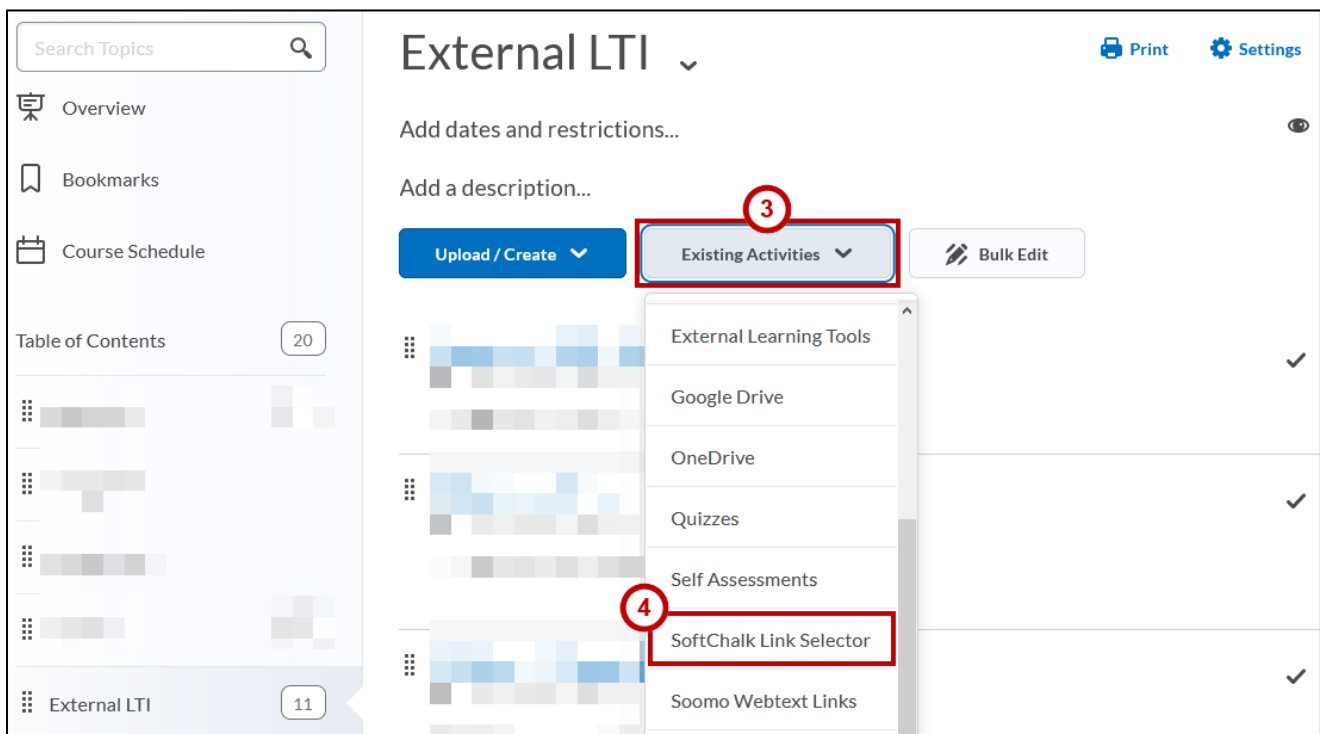 Search Topics
Overview
Bookmarks
Course Schedule
Table of Contents 20
External LTI 11
External LTI
Print
Settings
Add dates and restrictions...
Add a description...
3
Upload / Create
Existing Activities
Bulk Edit
External Learning Tools
Google Drive
OneDrive
Quizzes
Self Assessments
4
SoftChalk Link Selector
Soomo Webtext Links